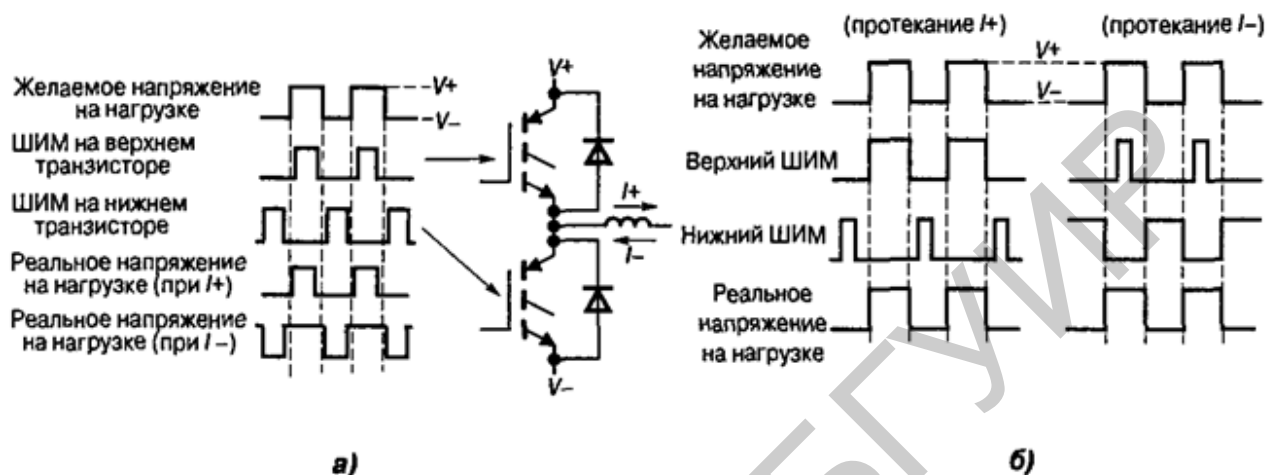 Желаемое напряжение
на нагрузке
ШИМ на верхнем
транзисторе
ШИМ на нижнем
транзисторе
Реальное напряжение
на нагрузке (при I+)
Реальное напряжение
на нагрузке (при I –)
V+
V–
V+
I+
I–
V–
а)
(протекание I+)
(протекание I–)
Желаемое
напряжение
на нагрузке
V+
V–
Верхний ШИМ
Нижний ШИМ
Реальное
напряжение
на нагрузке
б)
БГУИР